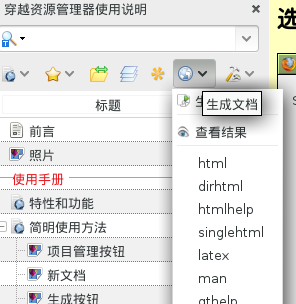 穿越资源管理器使用说明
选
生成文档
标题
前言
查看结果
照片
html
使用手册
dirhtml
特性和功能
htmlhelp
简明使用方法
singlehtml
项目管理按钮
latex
新文档
man
生成按钮
qthelp